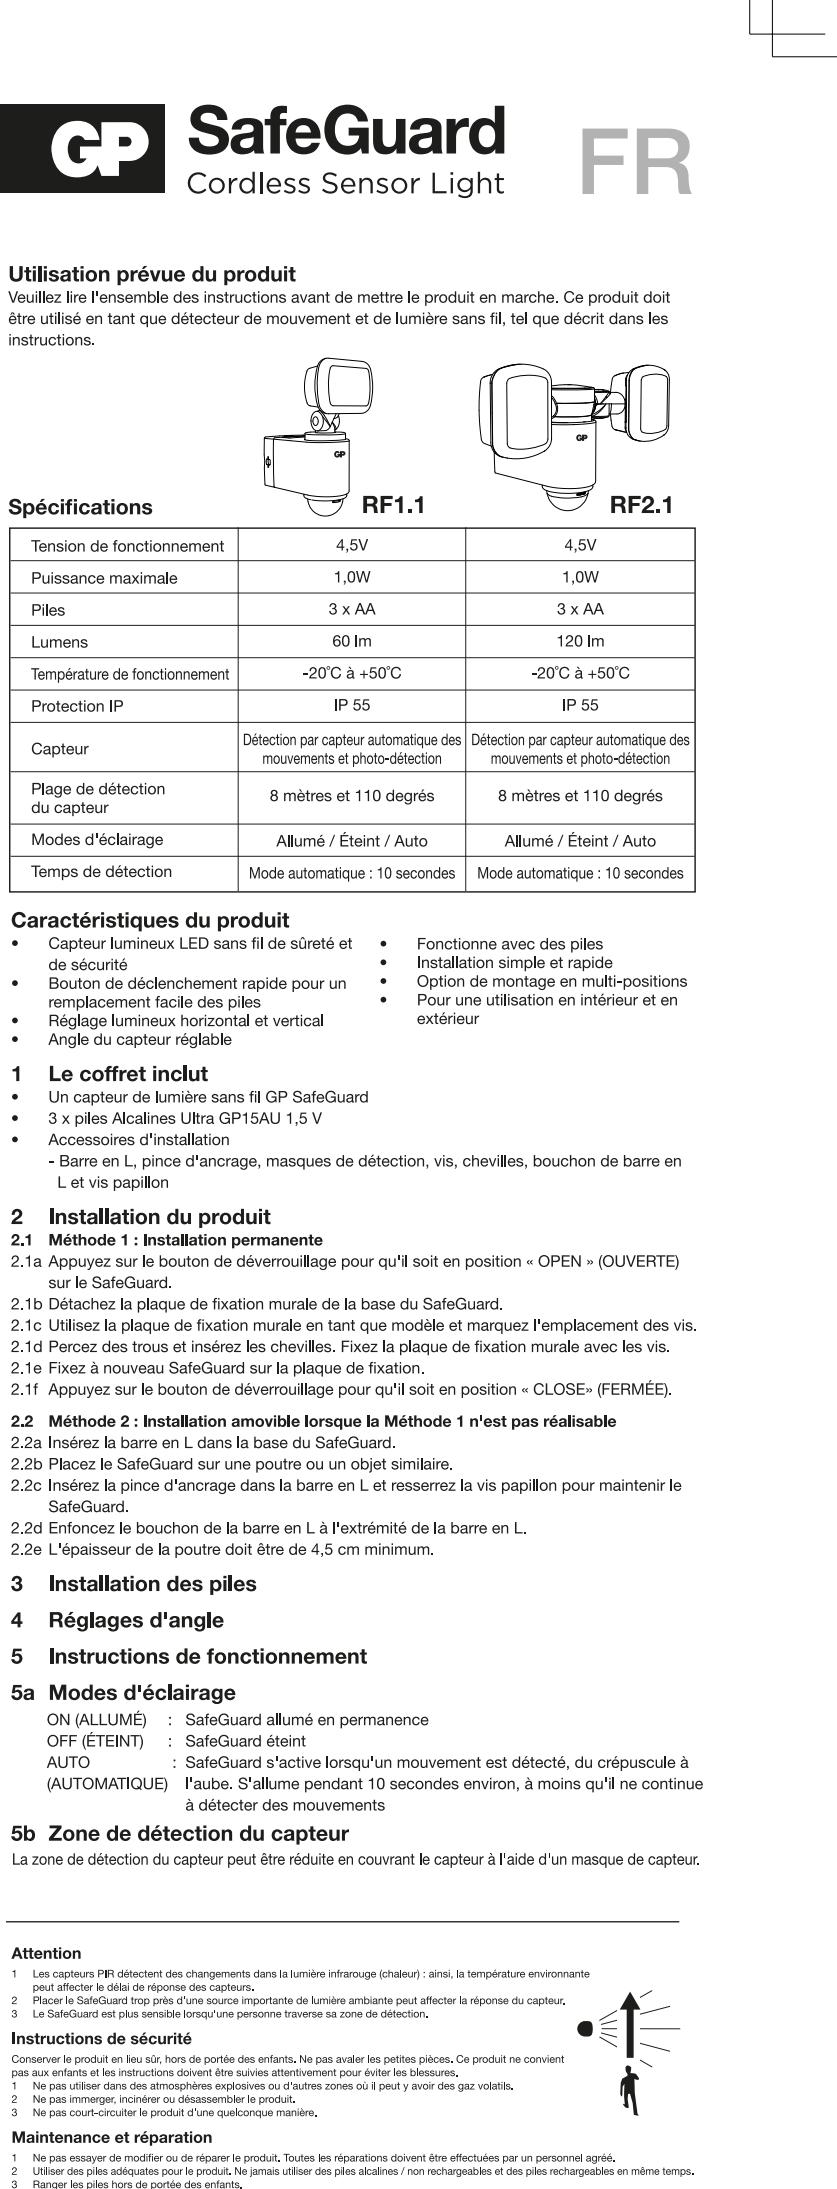 GP SafeGuard FR
Cordless Sensor Light
Utilisation prévue du produit
Veuillez lire l'ensemble des instructions avant de mettre le produit en marche. Ce produit doit
être utilisé en tant que détecteur de mouvement et de lumière sans fil, tel que décrit dans les
instructions.
GP
GP
Spécifications RF1.1 RF2.1
Tension de fonctionnement 4,5V 4,5V
Puissance maximale 1,0W 1,0W
Piles 3 x AA 3 x AA
Lumens 60 lm 120 lm
Température de fonctionnement -20°C à +50°C -20°C à +50°C
Protection IP IP 55 IP 55
Capteur Détection par capteur automatique des mouvements et photo-détection Détection par capteur automatique des mouvements et photo-détection
Plage de détection
du capteur 8 mètres et 110 degrés 8 mètres et 110 degrés
Modes d'éclairage Allumé / Éteint / Auto Allumé / Éteint / Auto
Temps de détection Mode automatique : 10 secondes Mode automatique : 10 secondes
Caractéristiques du produit
• Capteur lumineux LED sans fil de sûreté et
de sécurité
• Bouton de déclenchement rapide pour un
remplacement facile des piles
• Réglage lumineux horizontal et vertical
• Angle du capteur réglable
• Fonctionne avec des piles
• Installation simple et rapide
• Option de montage en multi-positions
• Pour une utilisation en intérieur et en
extérieur
1 Le coffret inclut
• Un capteur de lumière sans fil GP SafeGuard
• 3 x piles Alcalines Ultra GP15AU 1,5 V
• Accessoires d'installation
- Barre en L, pince d'ancrage, masques de détection, vis, chevilles, bouchon de barre en
L et vis papillon
2 Installation du produit
2.1 Méthode 1 : Installation permanente
2.1a Appuyez sur le bouton de déverrouillage pour qu'il soit en position « OPEN » (OUVERTE)
sur le SafeGuard.
2.1b Détachez la plaque de fixation murale de la base du SafeGuard.
2.1c Utilisez la plaque de fixation murale en tant que modèle et marquez l'emplacement des vis.
2.1d Percez des trous et insérez les chevilles. Fixez la plaque de fixation murale avec les vis.
2.1e Fixez à nouveau SafeGuard sur la plaque de fixation.
2.1f Appuyez sur le bouton de déverrouillage pour qu'il soit en position « CLOSE» (FERMÉE).
2.2 Méthode 2 : Installation amovible lorsque la Méthode 1 n'est pas réalisable
2.2a Insérez la barre en L dans la base du SafeGuard.
2.2b Placez le SafeGuard sur une poutre ou un objet similaire.
2.2c Insérez la pince d'ancrage dans la barre en L et resserrez la vis papillon pour maintenir le
SafeGuard.
2.2d Enfoncez le bouchon de la barre en L à l'extrémité de la barre en L.
2.2e L'épaisseur de la poutre doit être de 4,5 cm minimum.
3 Installation des piles
4 Réglages d'angle
5 Instructions de fonctionnement
5a Modes d'éclairage
ON (ALLUMÉ) : SafeGuard allumé en permanence
OFF (ÉTEINT) : SafeGuard éteint
AUTO : SafeGuard s'active lorsqu'un mouvement est détecté, du crépuscule à
(AUTOMATIQUE) l'aube. S'allume pendant 10 secondes environ, à moins qu'il ne continue
à détecter des mouvements
5b Zone de détection du capteur
La zone de détection du capteur peut être réduite en couvrant le capteur à l'aide d'un masque de capteur.
Attention
1 Les capteurs PIR détectent des changements dans la lumière infrarouge (chaleur) : ainsi, la température environnante
peut affecter le délai de réponse des capteurs.
2 Placer le SafeGuard trop près d'une source importante de lumière ambiante peut affecter la réponse du capteur.
3 Le SafeGuard est plus sensible lorsqu'une personne traverse sa zone de détection.
Instructions de sécurité
Conserver le produit en lieu sûr, hors de portée des enfants. Ne pas avaler les petites pièces. Ce produit ne convient
pas aux enfants et les instructions doivent être suivies attentivement pour éviter les blessures.
1 Ne pas utiliser dans des atmosphères explosives ou d'autres zones où il peut y avoir des gaz volatils.
2 Ne pas immerger, incinérer ou désassembler le produit.
3 Ne pas court-circuiter le produit d'une quelconque manière.
Maintenance et réparation
1 Ne pas essayer de modifier ou de réparer le produit. Toutes les réparations doivent être effectuées par un personnel agréé.
2 Utiliser des piles adéquates pour le produit. Ne jamais utiliser des piles alcalines / non rechargeables et des piles rechargeables en même temps.
3 Ranger les piles hors de portée des enfants.